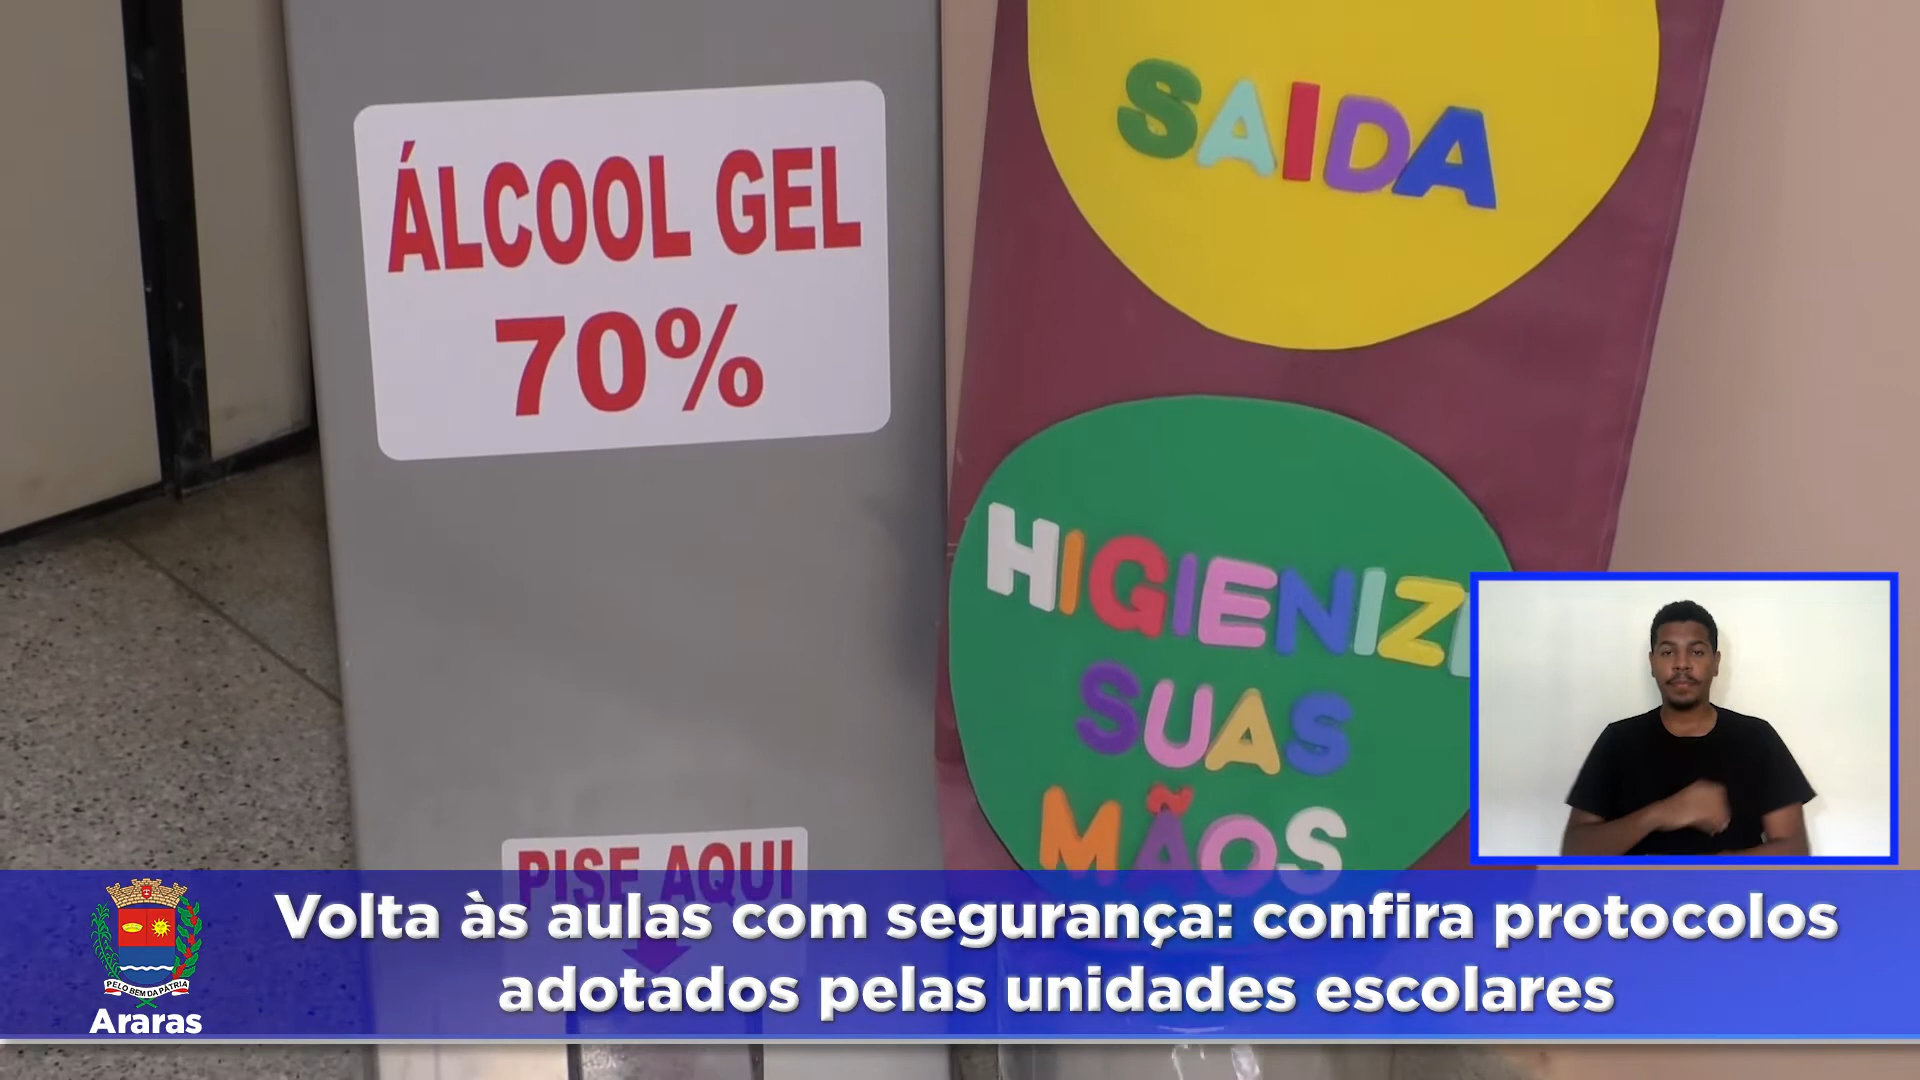 ÁLCOOL GEL
70%
PISE AQUI
SAIDA
HIGIENIZE
SUAS
MÃOS
PELO BEM DA PÁTRIA
Araras
Volta às aulas com segurança: confira protocolos
adotados pelas unidades escolares